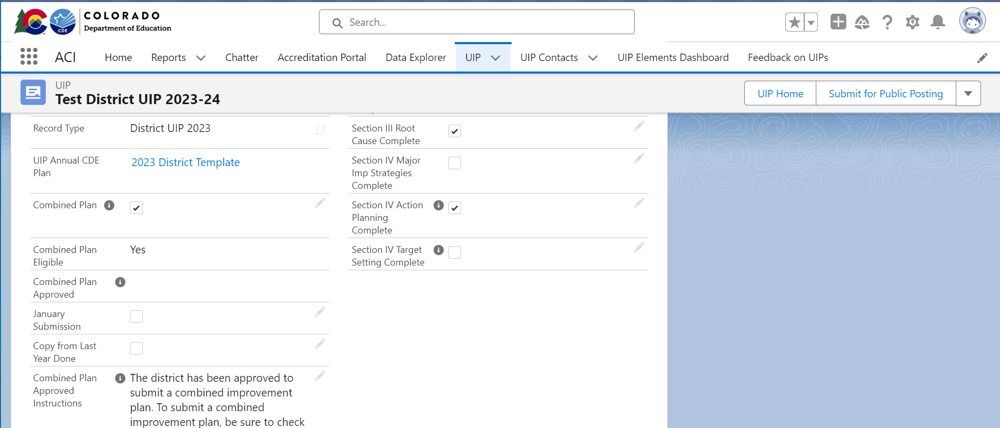 COLORADO
Department of Education
CDE
Search...
ACI
Home
Reports
Chatter
Accreditation Portal
Data Explorer
UIP
UIP Contacts
UIP Elements Dashboard
Feedback on UIPs
UIP
Test District UIP 2023-24
UIP Home
Submit for Public Posting
Record Type
District UIP 2023
UIP Annual CDE
Plan
2023 District Template
Combined Plan
Combined Plan
Eligible
Yes
Combined Plan
Approved
January
Submission
Copy from Last
Year Done
Combined Plan
Approved
Instructions
The district has been approved to
submit a combined improvement
plan. To submit a combined
improvement plan, be sure to check
Section III Root
Cause Complete
Section IV Major
Imp Strategies
Complete
Section IV Action
Planning
Complete
Section IV Target
Setting Complete